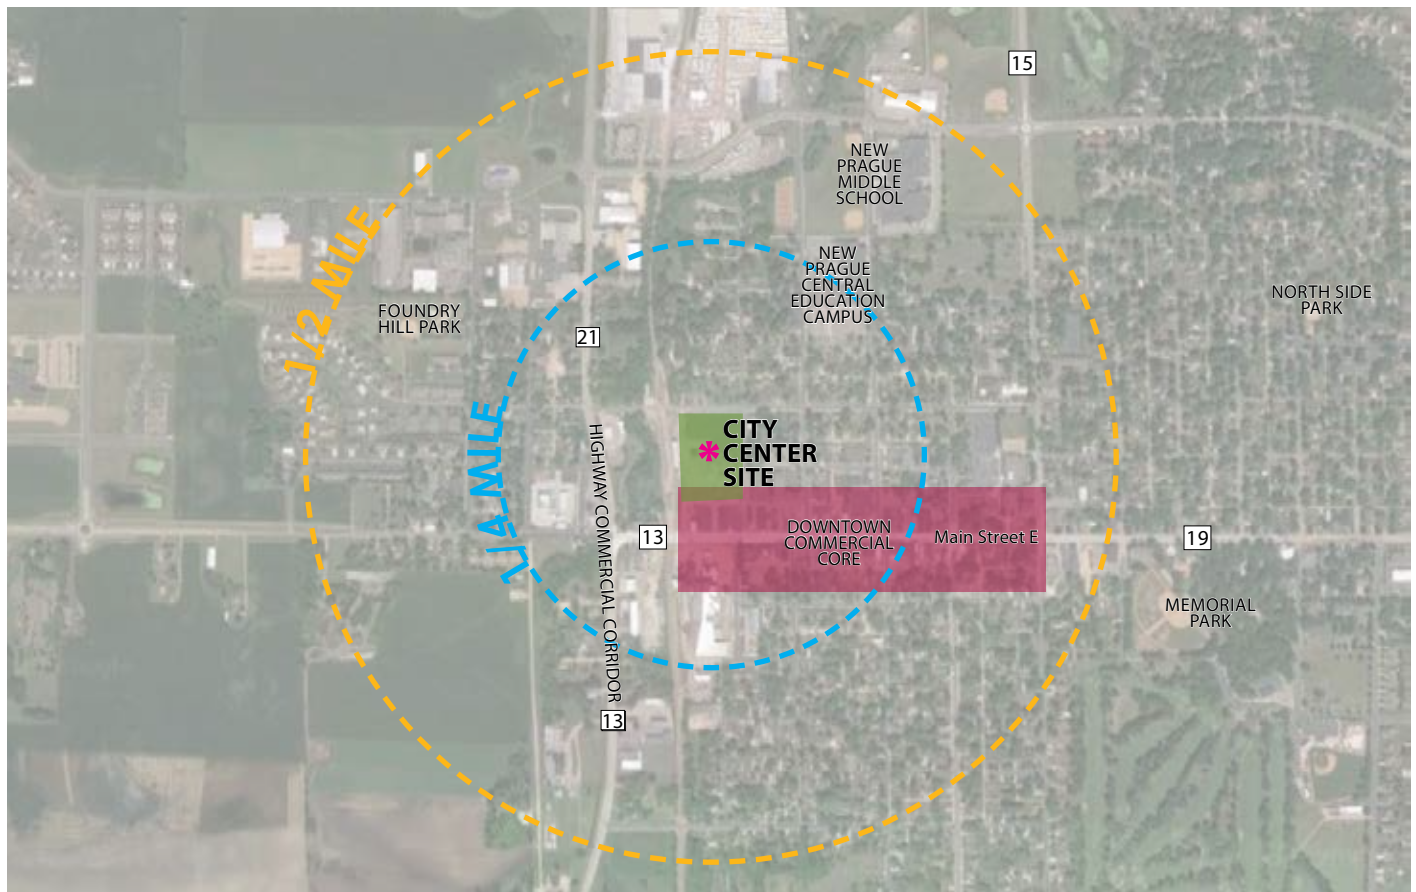 15
NEW
PRAGUE
MIDDLE
SCHOOL
1/2 MILE
NEW
PRAGUE
CENTRAL
EDUCATION
CAMPUS
NORTH SIDE
PARK
FOUNDRY
HILL PARK
21
1/4 MILE
CITY
CENTER
SITE
HIGHWAY COMMERCIAL CORRIDOR
13
DOWNTOWN
COMMERCIAL
CORE
Main Street E
19
MEMORIAL
PARK
13